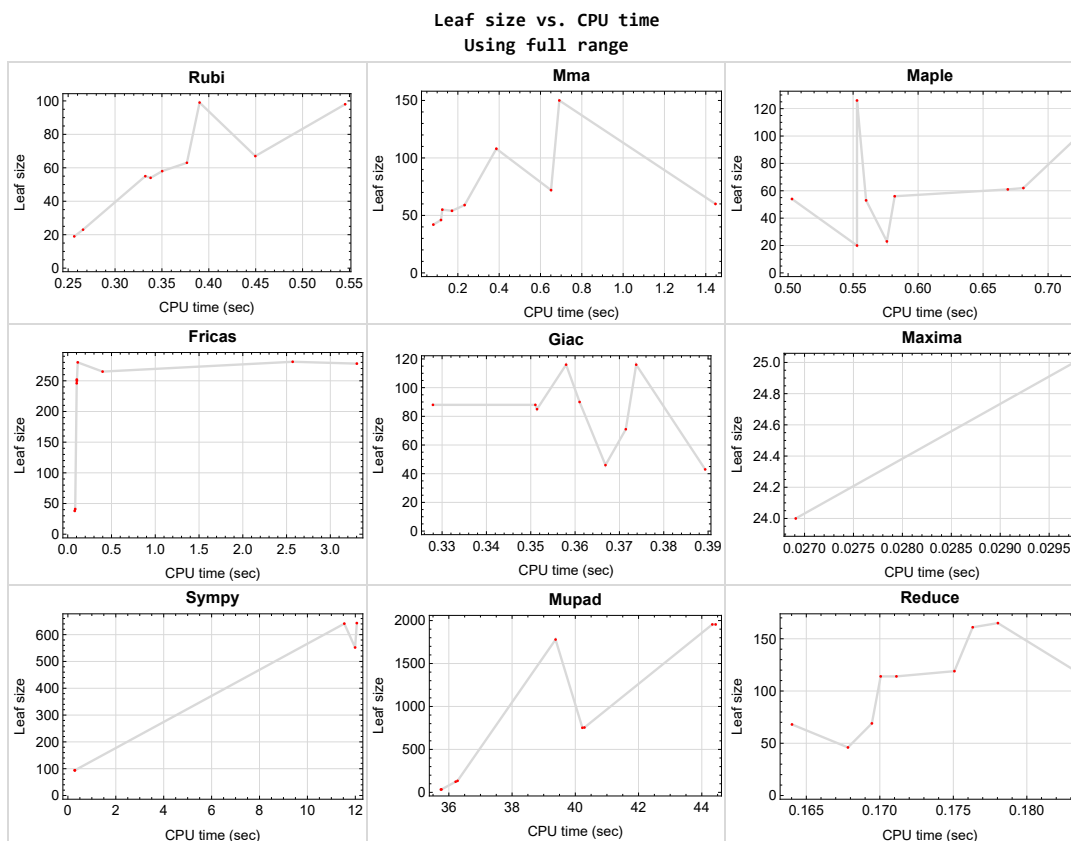 Leaf size vs. CPU time
Using full range
Rubi
Leaf size
100
80
60
40
20
0
0.25 0.30 0.35 0.40 0.45 0.50 0.55
CPU time (sec)
Mma
Leaf size
150
100
50
0
0.2 0.4 0.6 0.8 1.0 1.2 1.4
CPU time (sec)
Maple
Leaf size
120
100
80
60
40
20
0
0.50 0.55 0.60 0.65 0.70
CPU time (sec)
Fricas
Leaf size
250
200
150
100
50
0
0.0 0.5 1.0 1.5 2.0 2.5 3.0
CPU time (sec)
Giac
Leaf size
120
100
80
60
40
20
0
0.33 0.34 0.35 0.36 0.37 0.38 0.39
CPU time (sec)
Maxima
Leaf size
25.0
24.8
24.6
24.4
24.2
24.0
0.0270 0.0275 0.0280 0.0285 0.0290 0.0295
CPU time (sec)
Sympy
Leaf size
600
500
400
300
200
100
0
0 2 4 6 8 10 12
CPU time (sec)
Mupad
Leaf size
2000
1500
1000
500
0
36 38 40 42 44
CPU time (sec)
Reduce
Leaf size
150
100
50
0
0.165 0.170 0.175 0.180
CPU time (sec)